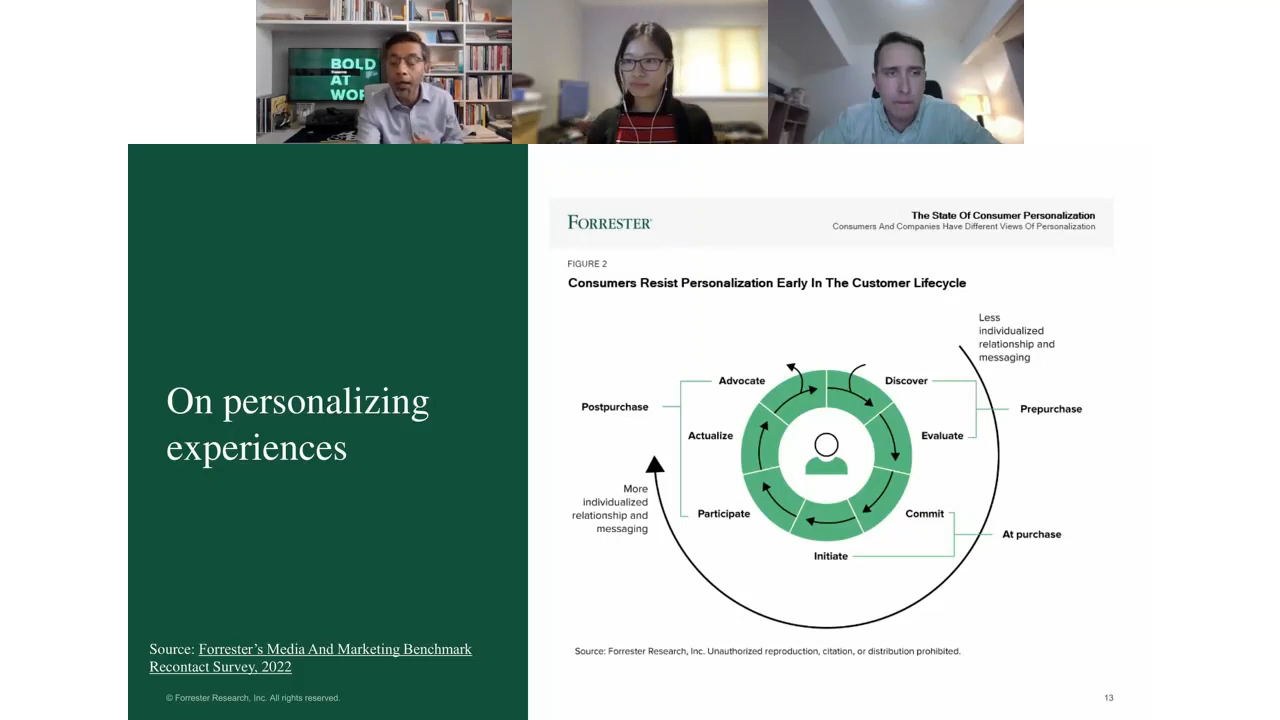 BOLD
AT
WOR
On personalizing
experiences
Source: Forrester’s Media And Marketing Benchmark
Recontact Survey, 2022
© Forrester Research, Inc. All rights reserved.
FORRESTER
The State Of Consumer Personalization
Consumers And Companies Have Different Views Of Personalization
FIGURE 2
Consumers Resist Personalization Early In The Customer Lifecycle
Less
individualized
relationship and
messaging
Advocate
Discover
Postpurchase
Prepurchase
Actualize
Evaluate
More
individualized
relationship and
messaging
Participate
Commit
At purchase
Initiate
Source: Forrester Research, Inc. Unauthorized reproduction, citation, or distribution prohibited.
13